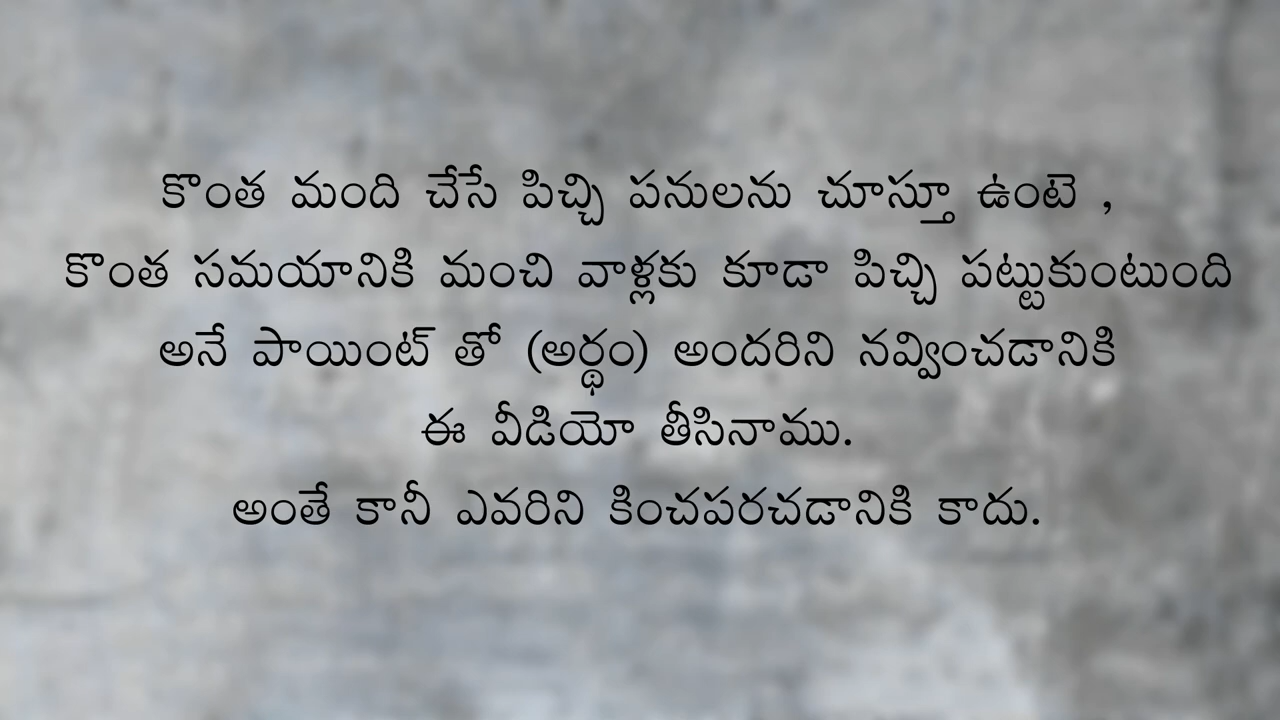 కొంత మంది చేసే పిచ్చి పనులను చూస్తూ ఉంటె ,
కొంత సమయానికి మంచి వాళ్లకు కూడా పిచ్చి పట్టుకుంటుంది
అనే పాయింట్ తో (అర్థం) అందరిని నవ్వించడానికి
ఈ వీడియో తీసినాము.
అంతే కానీ ఎవరిని కించపరచడానికి కాదు.